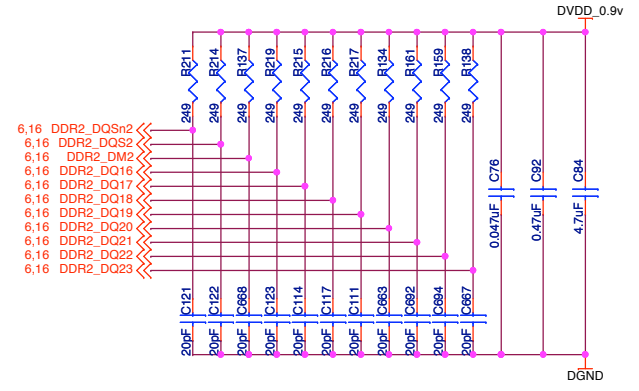 DVDD_0.9v
R211 R214 R137 R219 R215 R216 R217 R134 R161 R159 R138
249 249 249 249 249 249 249 249 249 249 249
6,16 DDR2_DQSn2
6,16 DDR2_DQS2
6,16 DDR2_DM2
6,16 DDR2_DQ16
6,16 DDR2_DQ17
6,16 DDR2_DQ18
6,16 DDR2_DQ19
6,16 DDR2_DQ20
6,16 DDR2_DQ21
6,16 DDR2_DQ22
6,16 DDR2_DQ23
C76 C92 C84
0.047uF 0.47uF 4.7uF
C121 C122 C668 C123 C114 C117 C111 C663 C692 C694 C667
20pF 20pF 20pF 20pF 20pF 20pF 20pF 20pF 20pF 20pF 20pF
DGND